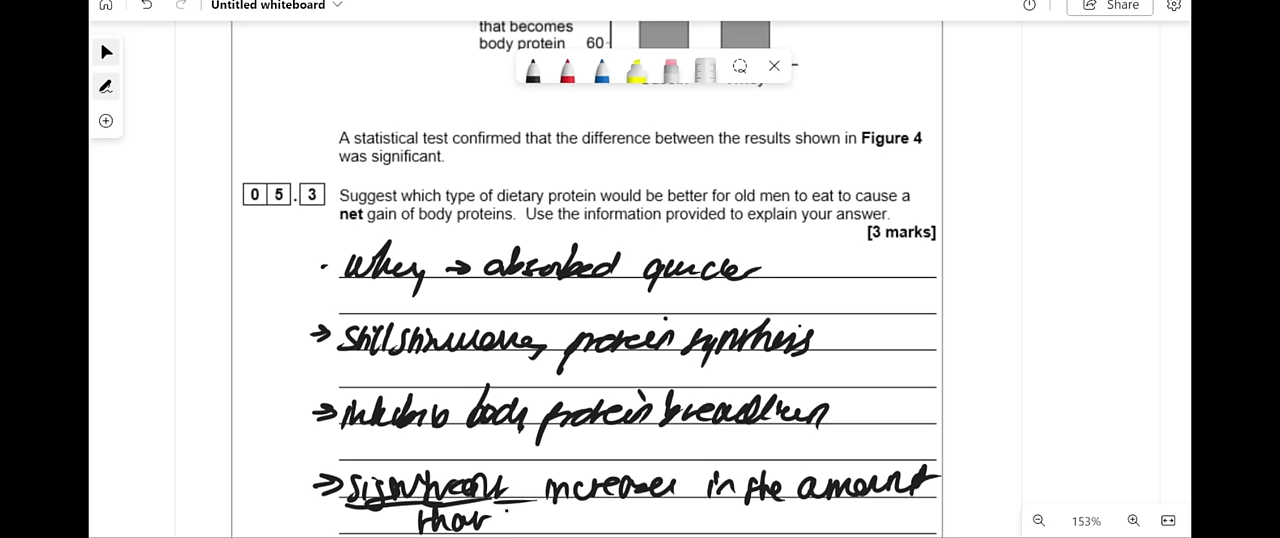 Untitled whiteboard
Share
that becomes
body protein 60
A statistical test confirmed that the difference between the results shown in Figure 4
was significant.
0 5 . 3 Suggest which type of dietary protein would be better for old men to eat to cause a
net gain of body proteins. Use the information provided to explain your answer.
[3 marks]
· Whey → absorbed quicker
→ still stimulates protein synthesis
→ inhibits body protein breakdown
→ significant increase in the amount
that
153%